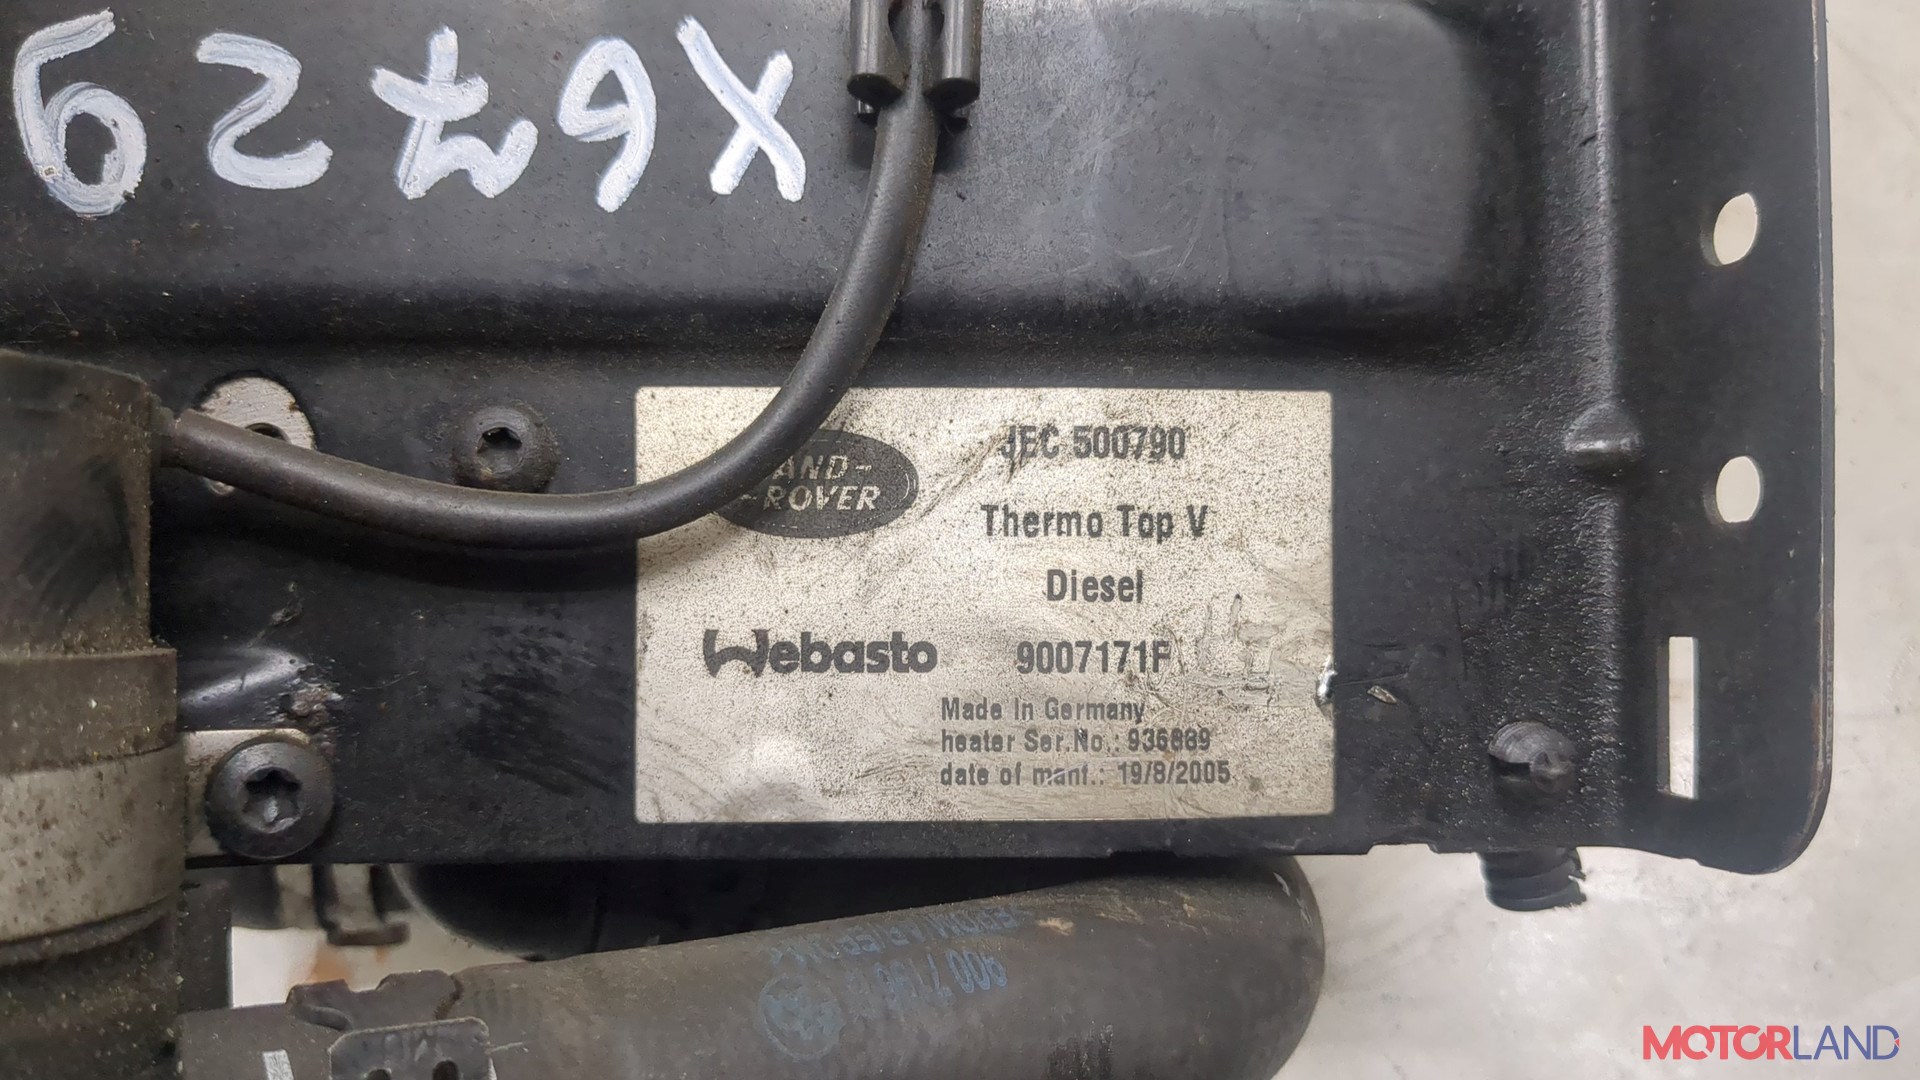 X6729
LAND-
-ROVER
JEC 500790
Thermo Top V
Diesel
Webasto
9007171F
Made In Germany
heater Ser.No.: 936889
date of manf.: 19/8/2005
MOTORLAND